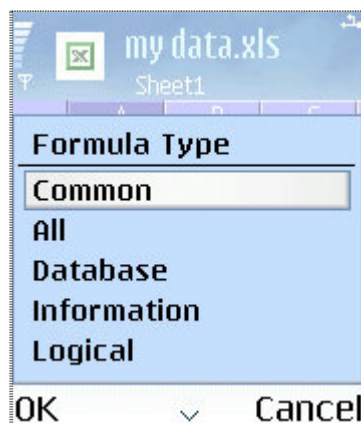 my data.xls
Sheet1
Formula Type
Common
All
Database
Information
Logical
OK
Cancel